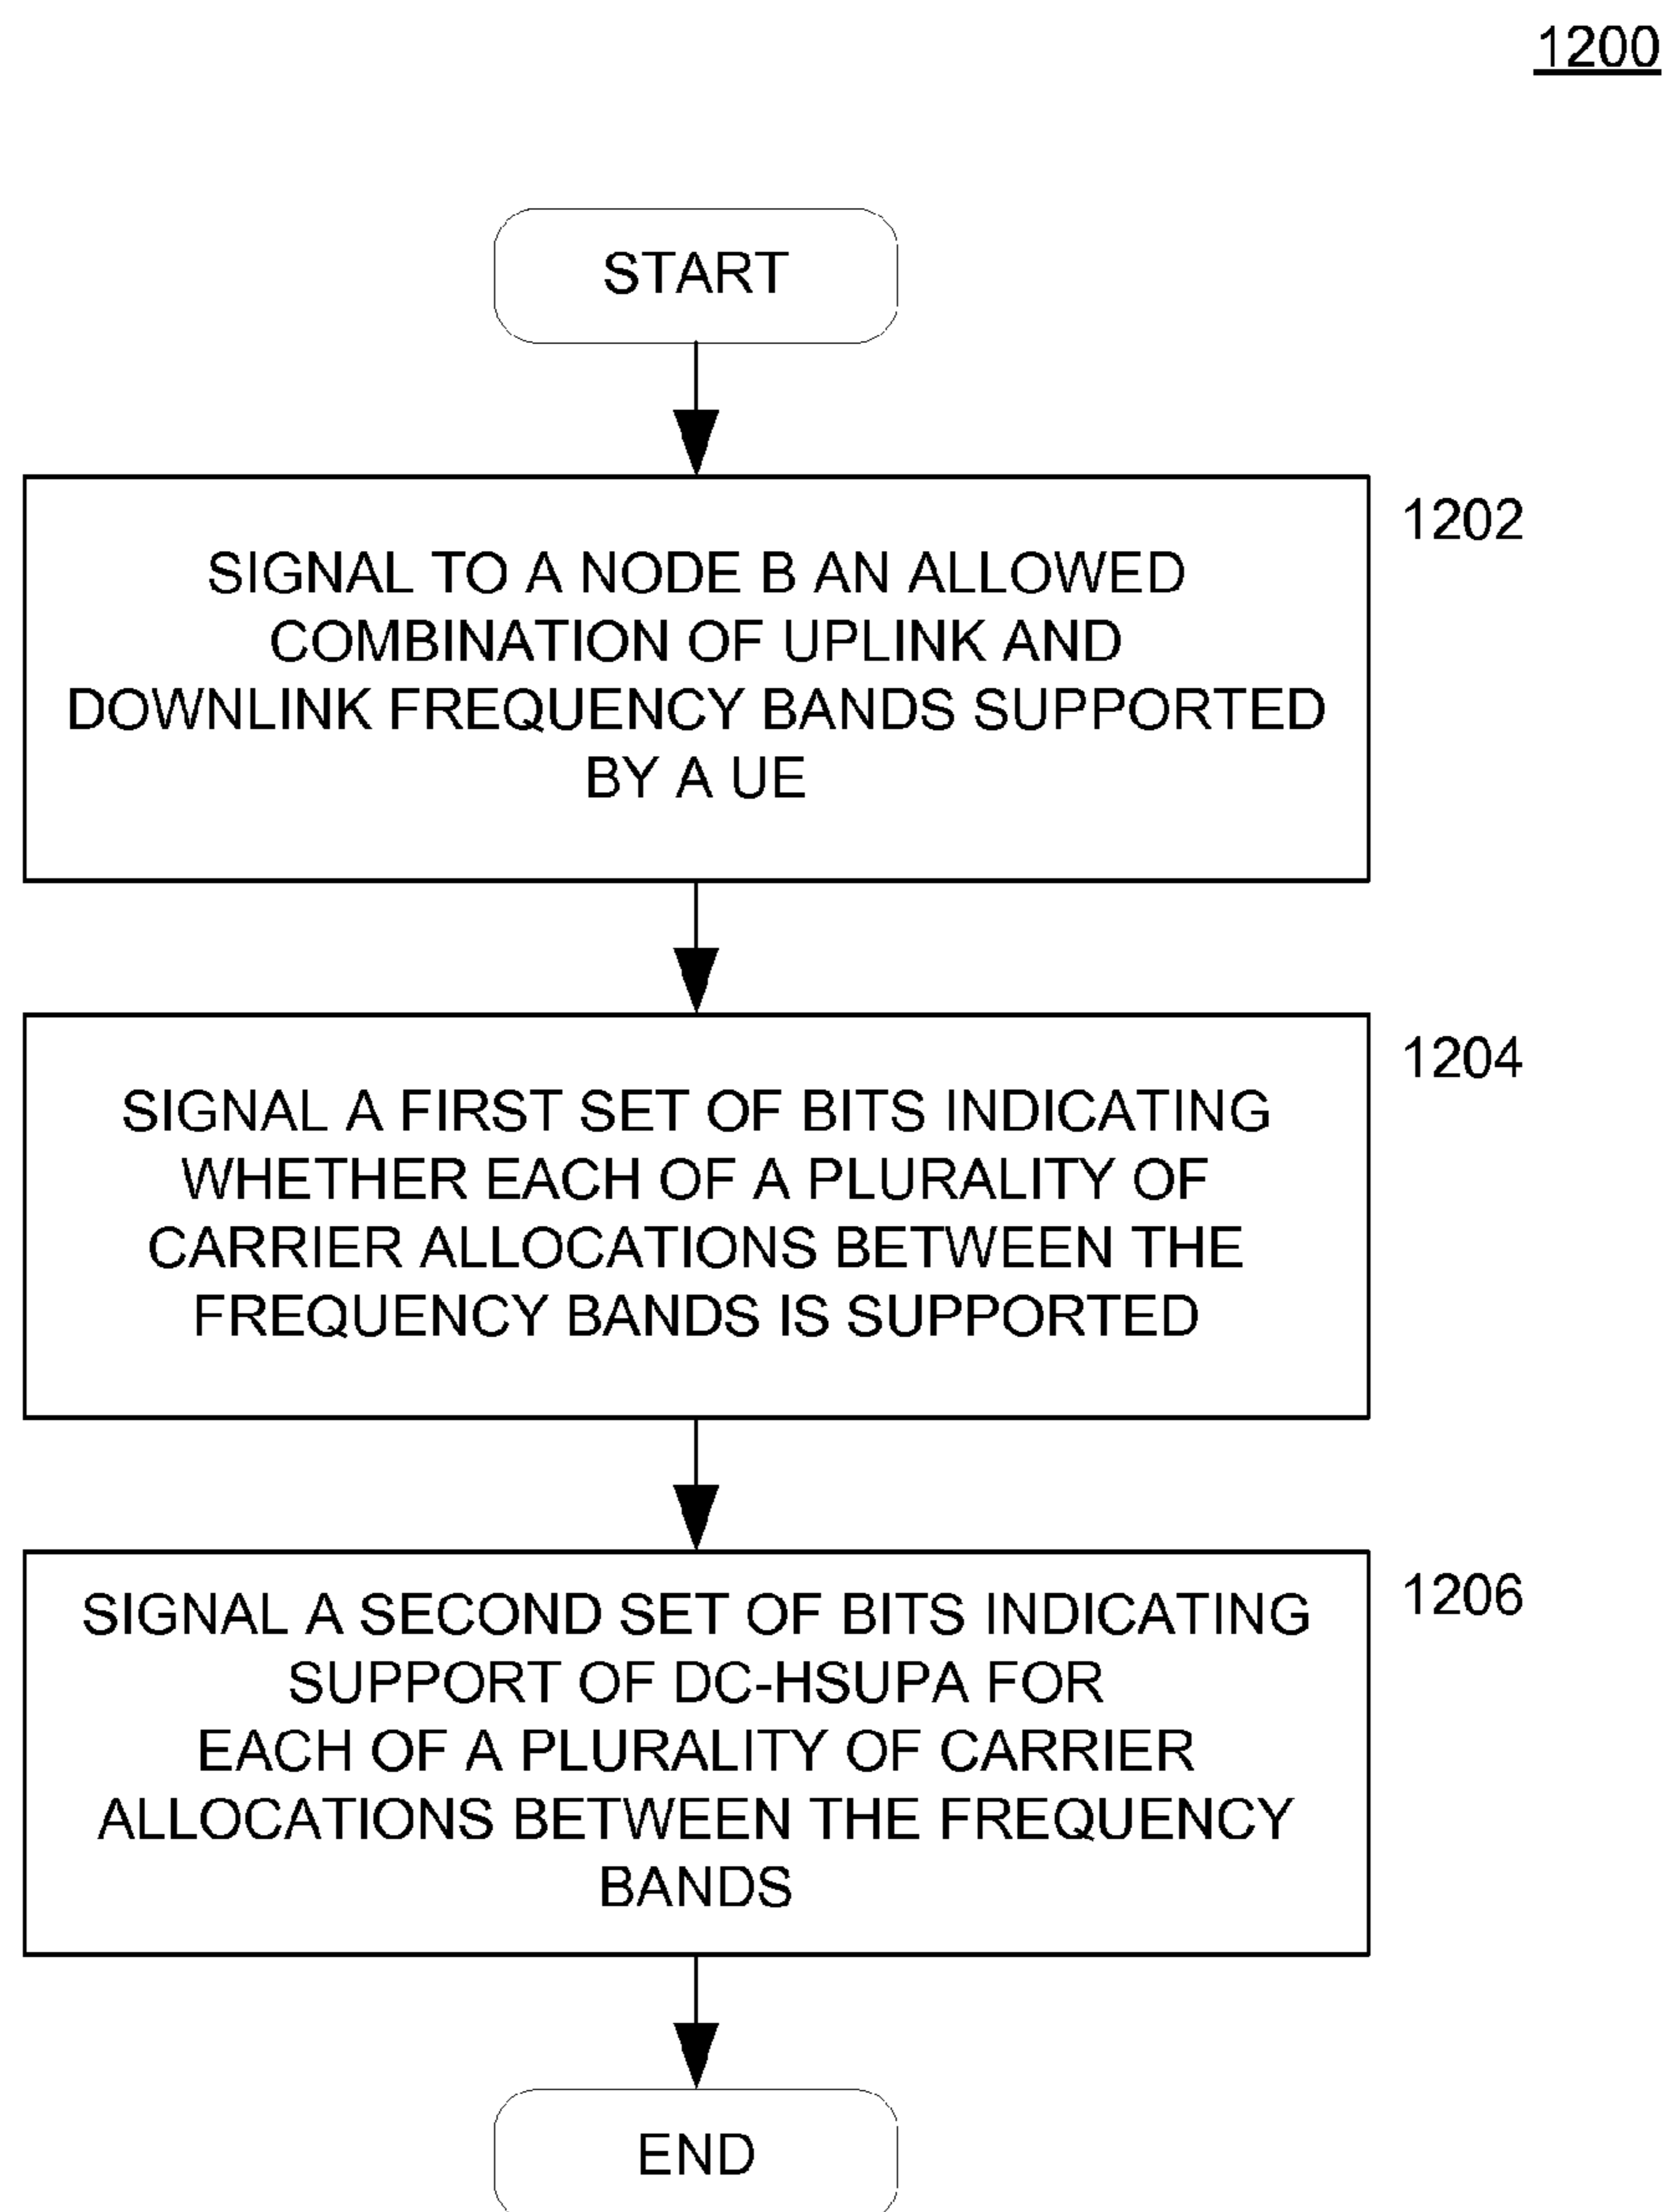 1200
START
SIGNAL TO A NODE B AN ALLOWED
COMBINATION OF UPLINK AND
DOWNLINK FREQUENCY BANDS SUPPORTED
BY A UE
1202
SIGNAL A FIRST SET OF BITS INDICATING
WHETHER EACH OF A PLURALITY OF
CARRIER ALLOCATIONS BETWEEN THE
FREQUENCY BANDS IS SUPPORTED
1204
SIGNAL A SECOND SET OF BITS INDICATING
SUPPORT OF DC-HSUPA FOR
EACH OF A PLURALITY OF CARRIER
ALLOCATIONS BETWEEN THE FREQUENCY
BANDS
1206
END